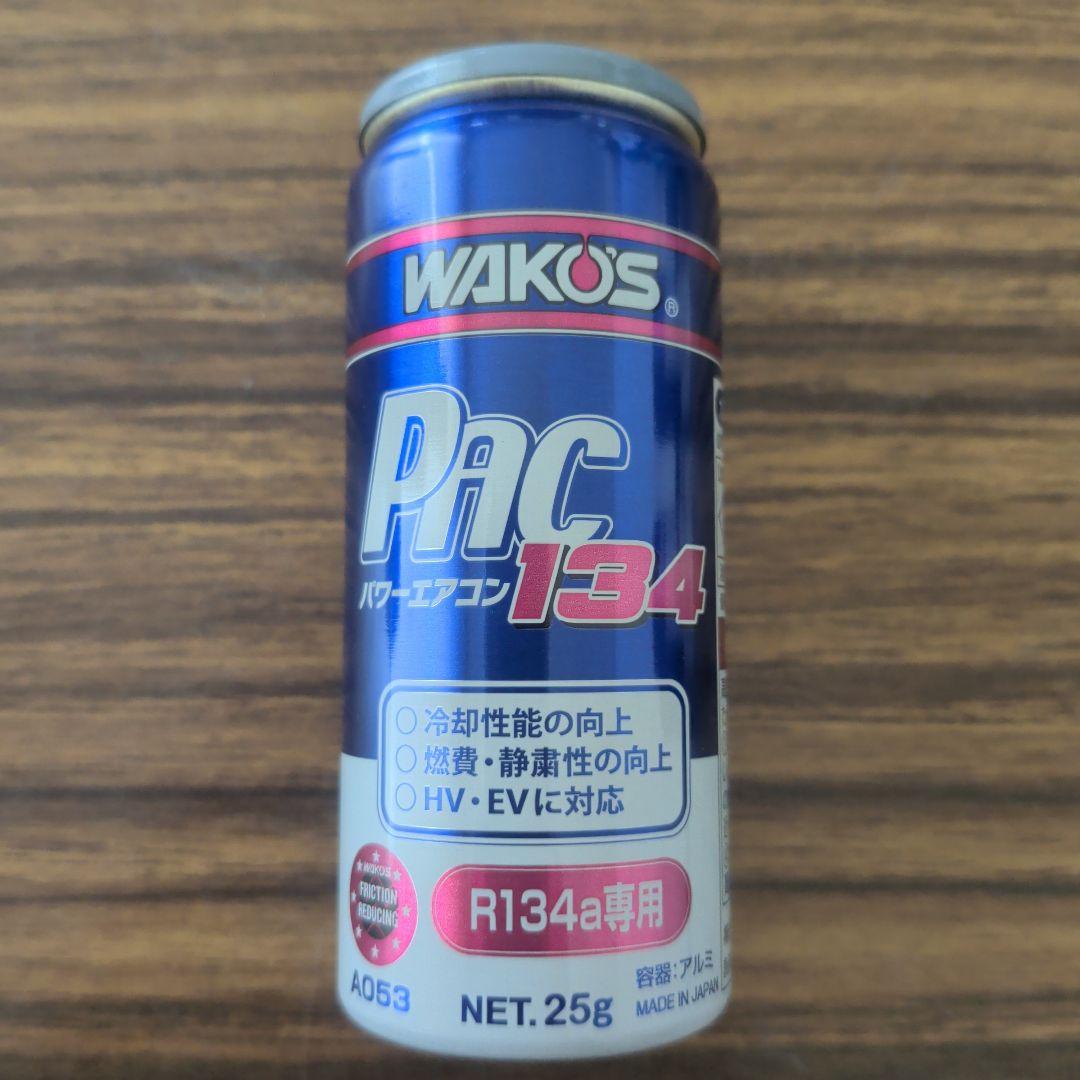 WAKO'S ®
PAC
パワーエアコン 134
○ 冷却性能の向上
○ 燃費・静粛性の向上
○ HV・EVに対応
WAKO'S
FRICTION
REDUCING
R134a専用
A053
NET. 25g
容器:アルミ
MADE IN JAPAN